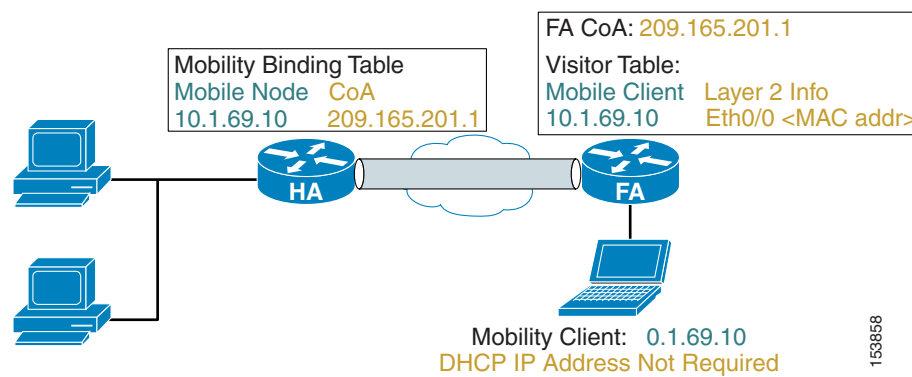 FA CoA: 209.165.201.1
Visitor Table:
Mobile Client Layer 2 Info
10.1.69.10 Eth0/0 <MAC addr>
Mobility Binding Table
Mobile Node CoA
10.1.69.10 209.165.201.1
HA
FA
Mobility Client: 0.1.69.10
DHCP IP Address Not Required
153858